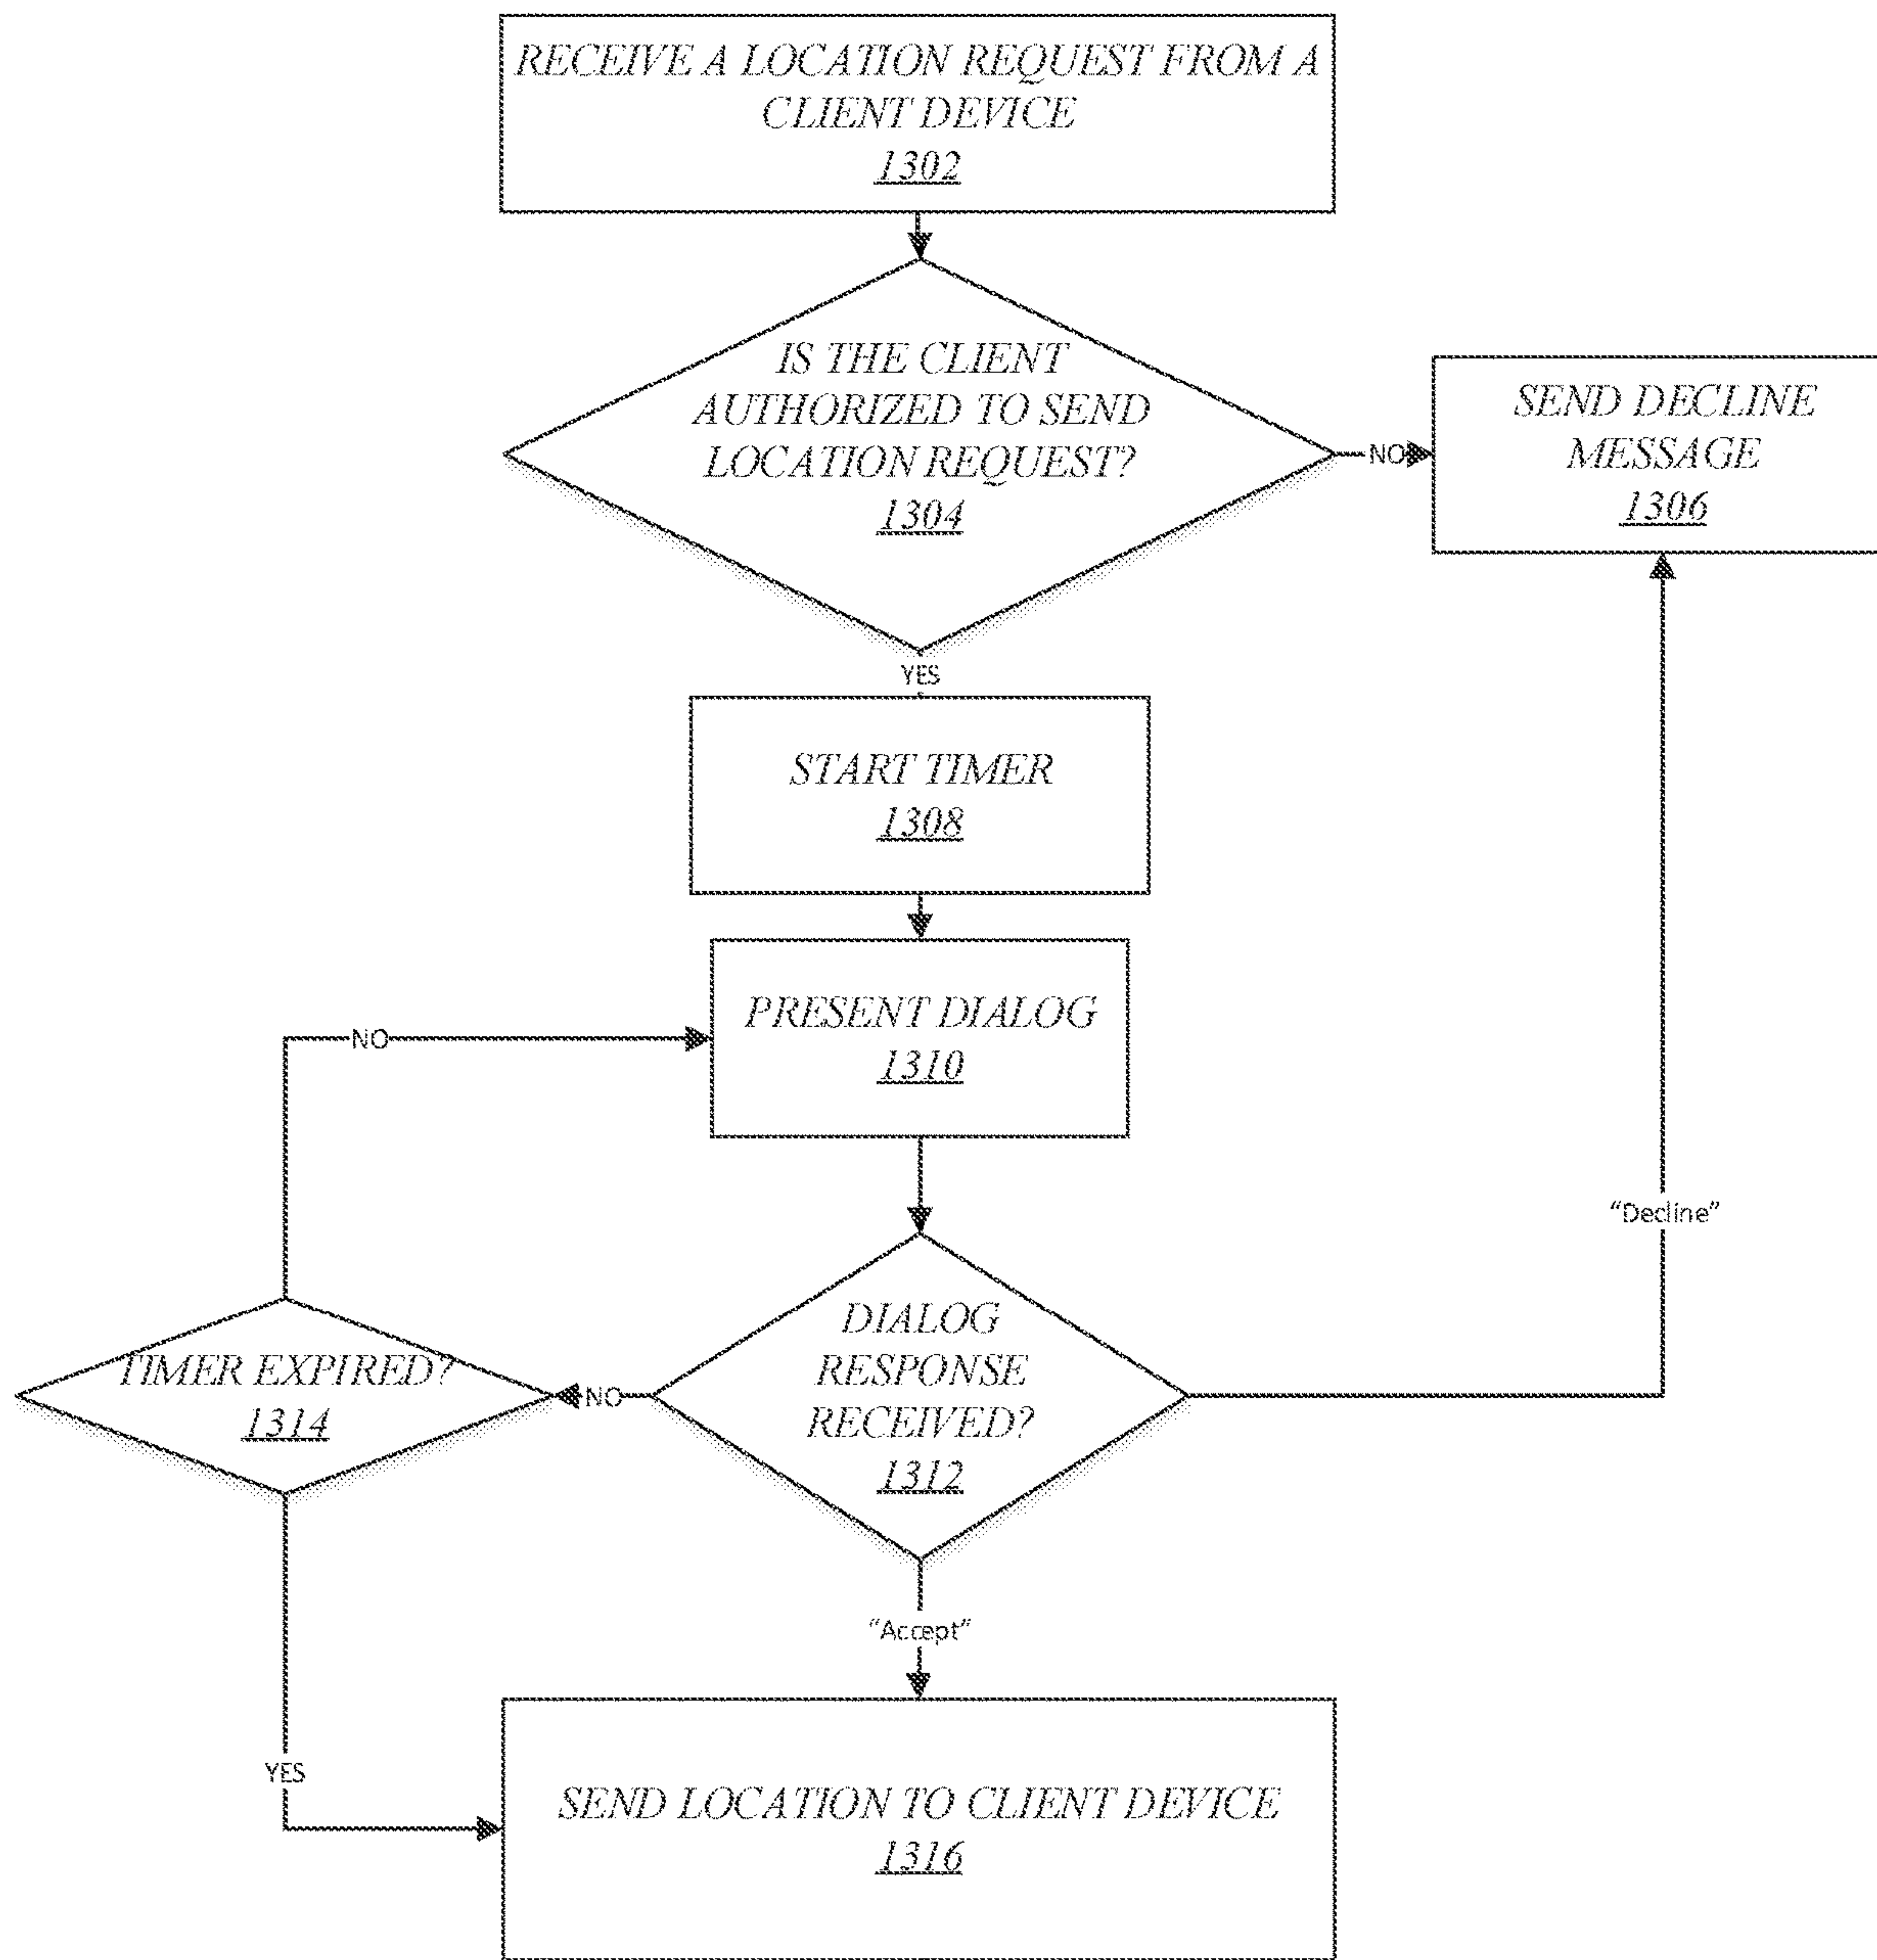 RECEIVE A LOCATION REQUEST FROM A
CLIENT DEVICE
1302
IS THE CLIENT
AUTHORIZED TO SEND
LOCATION REQUEST?
1304
NO
SEND DECLINE
MESSAGE
1306
YES
START TIMER
1308
PRESENT DIALOG
1310
NO
"Decline"
DIALOG
RESPONSE
RECEIVED?
1312
NO
TIMER EXPIRED?
1314
"Accept"
YES
SEND LOCATION TO CLIENT DEVICE
1316